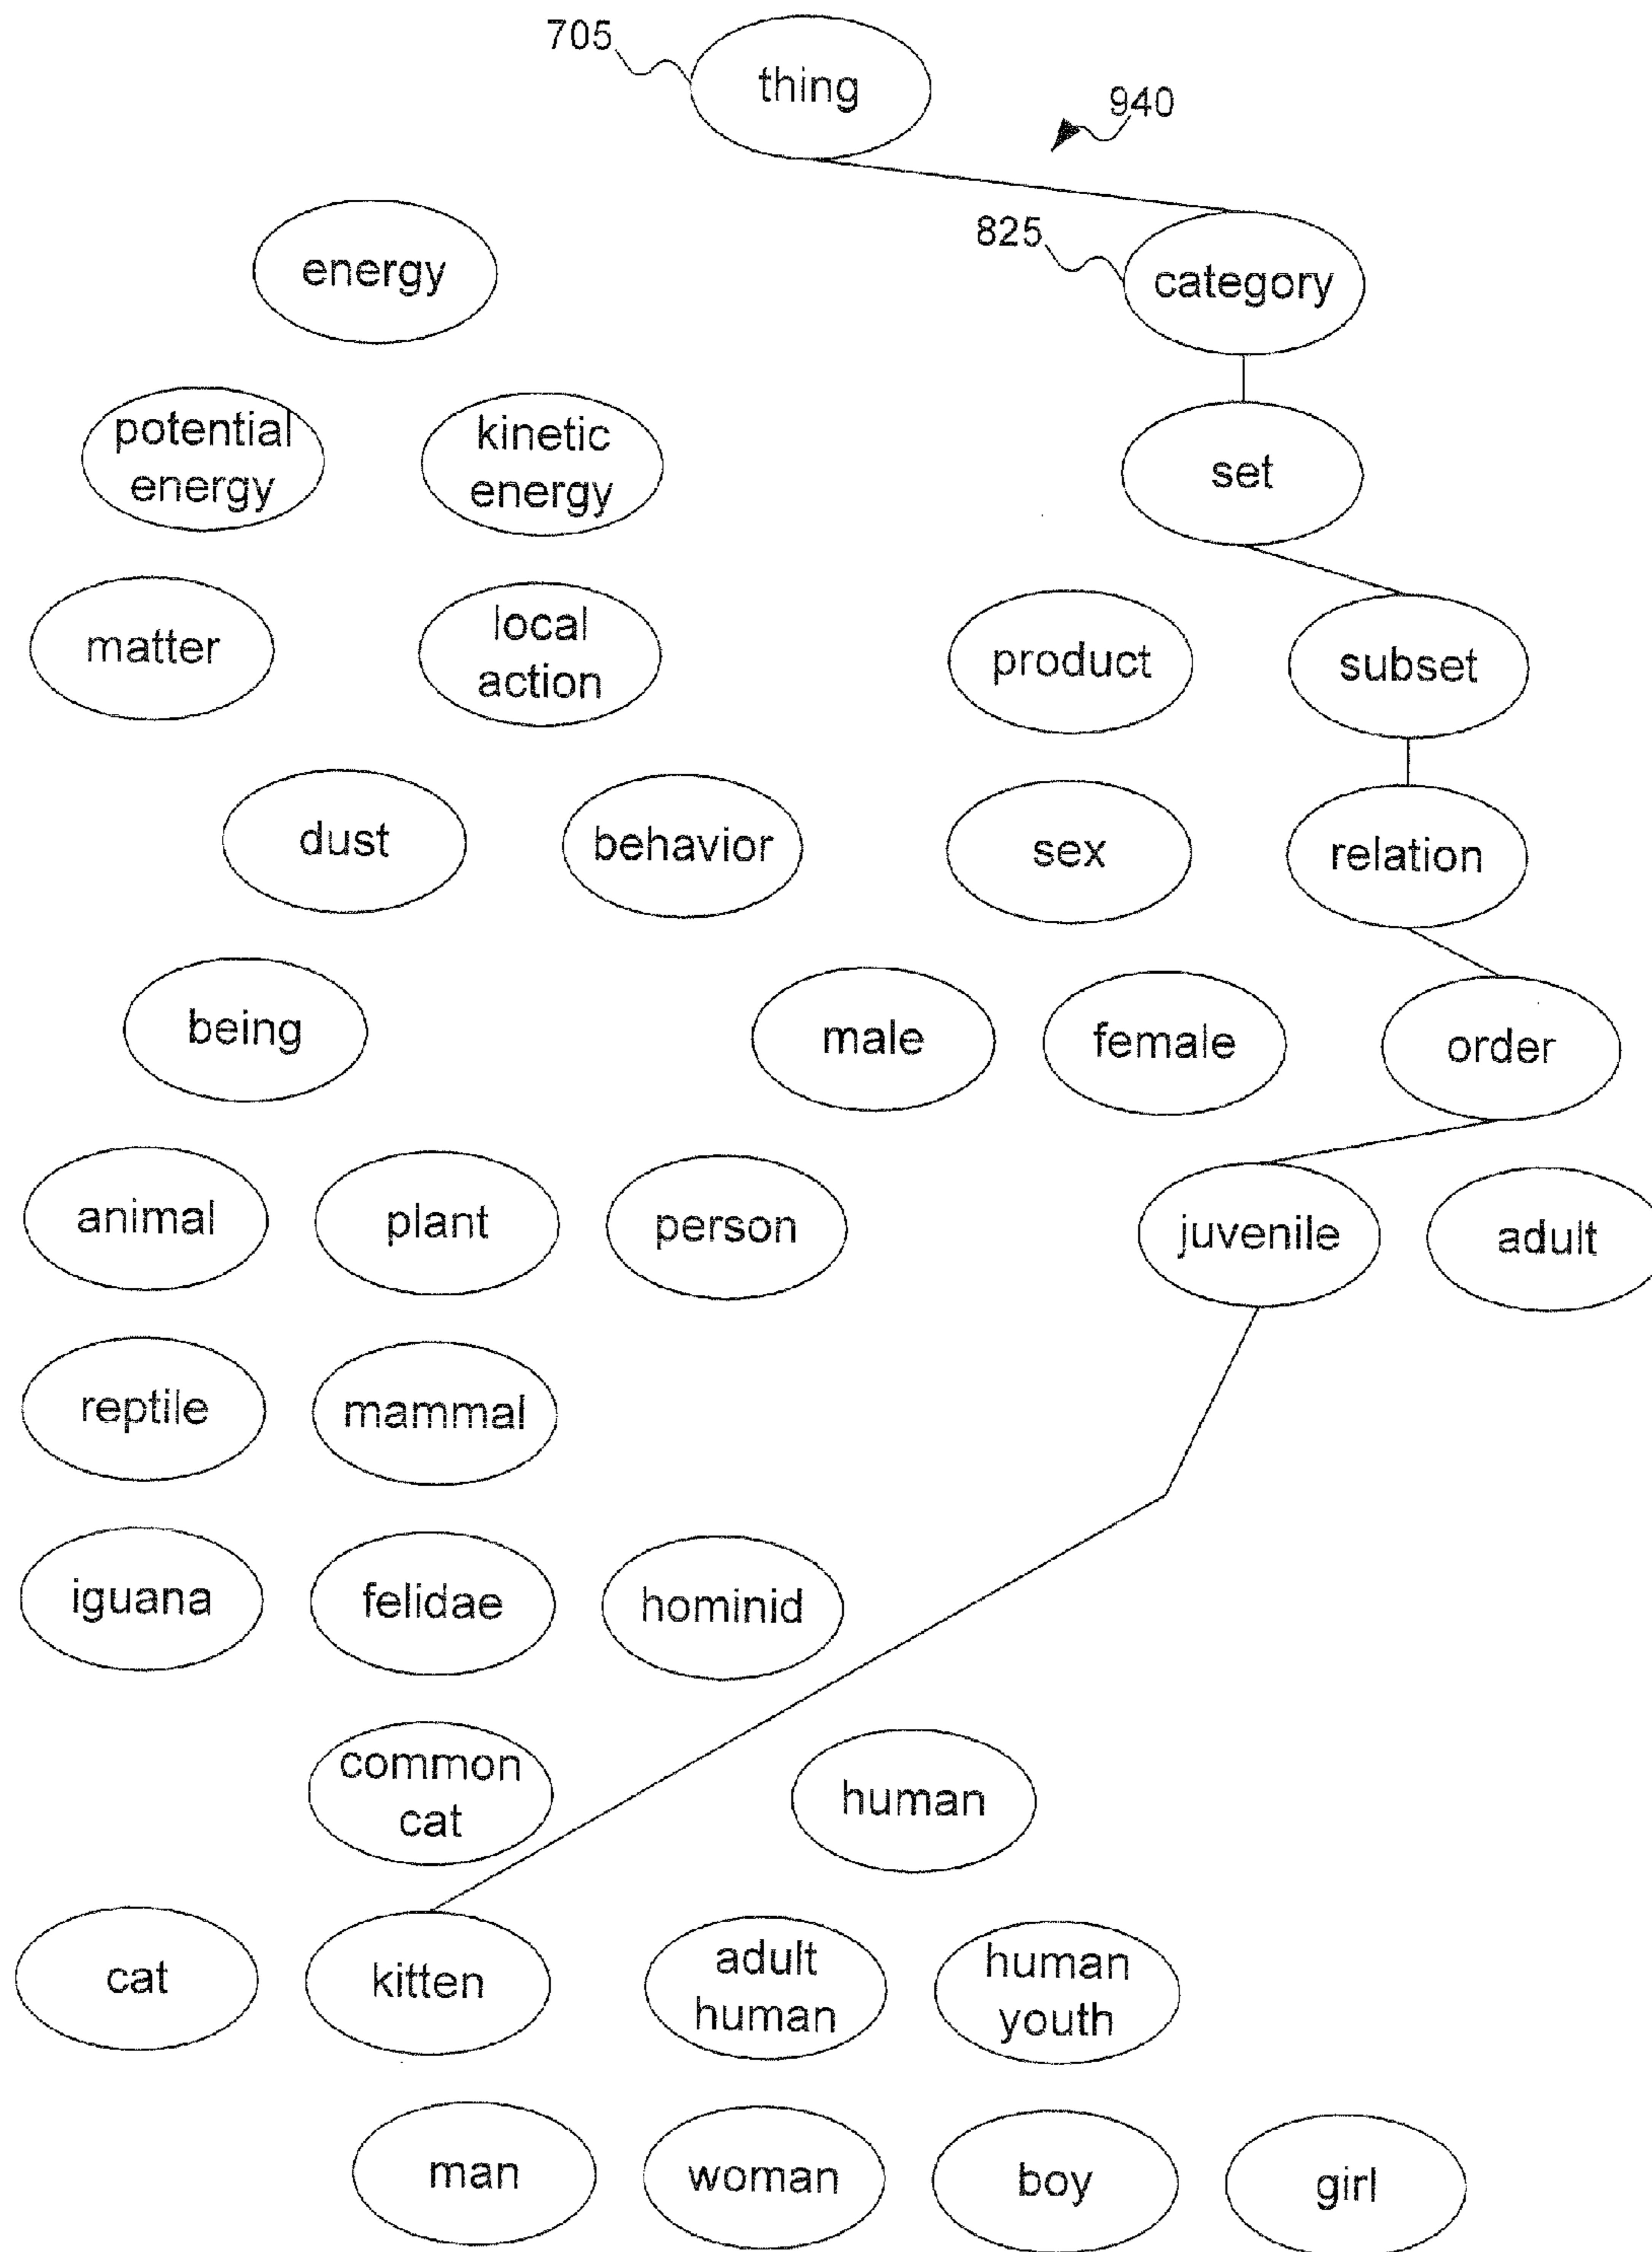 705
thing
940
energy
825
category
potential
energy
kinetic
energy
set
matter
local
action
product
subset
dust
behavior
sex
relation
being
male
female
order
animal
plant
person
juvenile
adult
reptile
mammal
iguana
felidae
hominid
common
cat
human
cat
kitten
adult
human
human
youth
man
woman
boy
girl